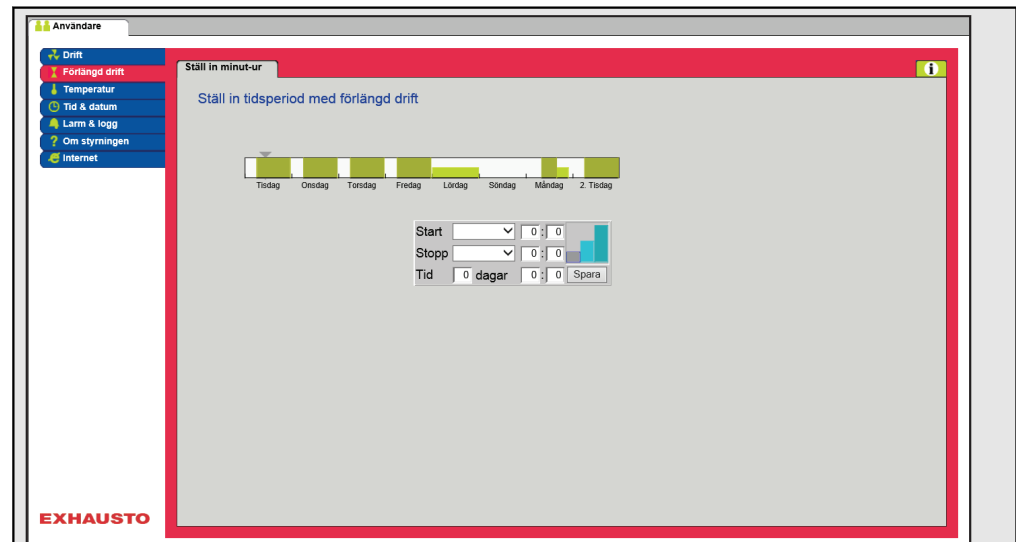 Användare
Drift
Förlängd drift
Temperatur
Tid & datum
Larm & logg
Om styrningen
Internet
Ställ in minut-ur
i
Ställ in tidsperiod med förlängd drift
Tisdag Onsdag Torsdag Fredag Lördag Söndag Måndag 2. Tisdag
Start 0 : 0
Stopp 0 : 0
Tid 0 dagar 0 : 0 Spara
EXHAUSTO